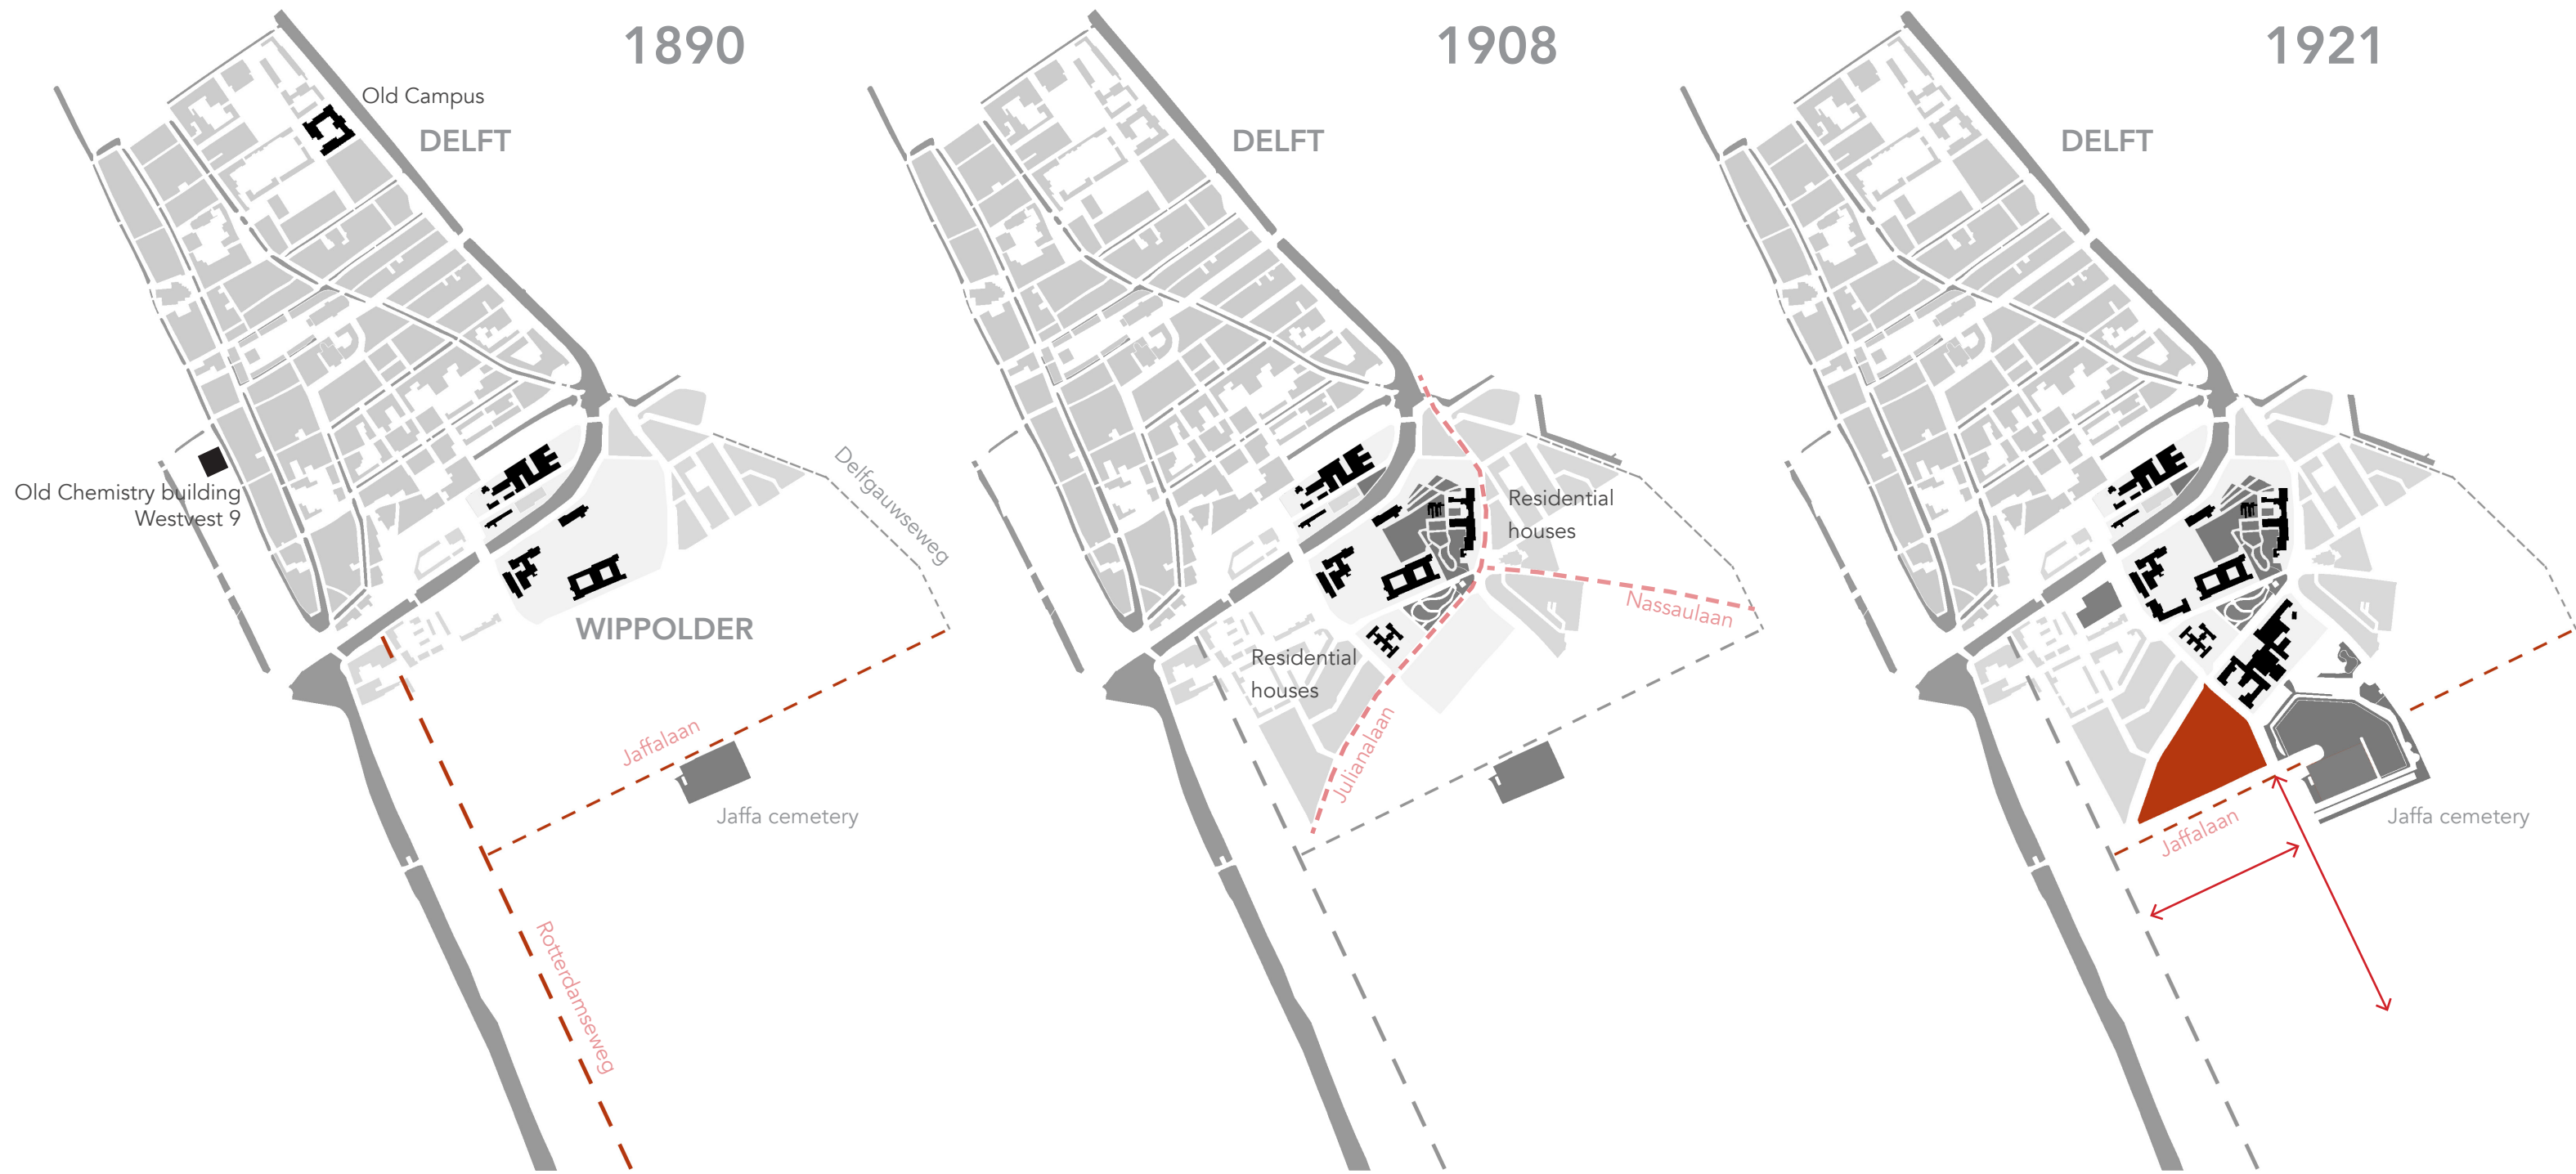 1890
Old Campus
DELFT
Delfgauwseweg
Old Chemistry building
Westvest 9
WIPPOLDER
Jaffalaan
Jaffa cemetery
Rotterdamseweg
1908
DELFT
Residential
houses
Nassaulaan
Residential
houses
Julianalaan
1921
DELFT
Jaffalaan
Jaffa cemetery